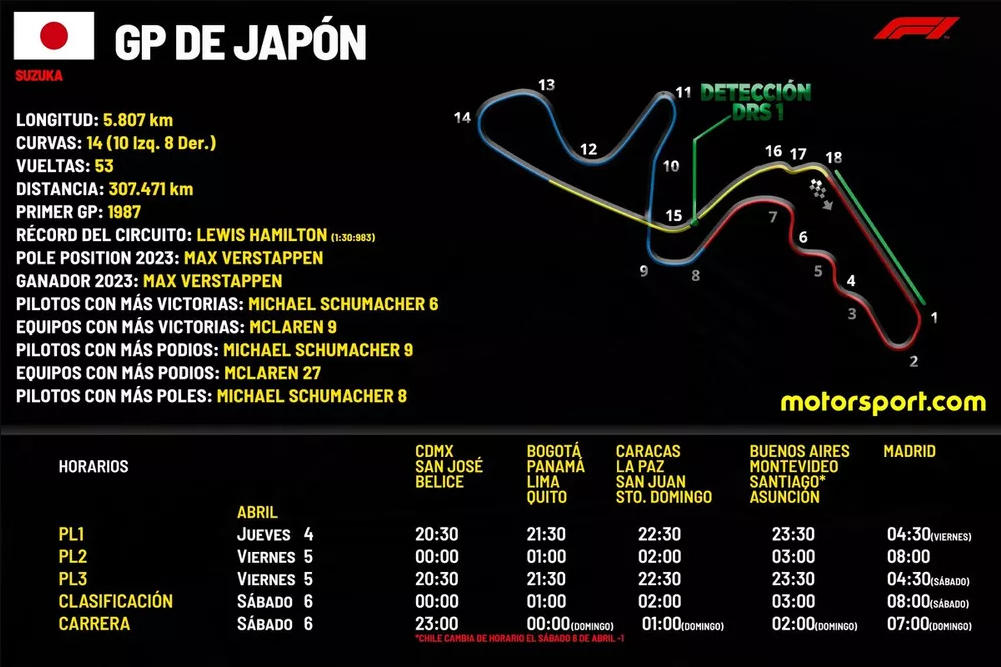 GP DE JAPÓN
F1
SUZUKA
LONGITUD: 5.807 km
CURVAS: 14 (10 Izq. 8 Der.)
VUELTAS: 53
DISTANCIA: 307.471 km
PRIMER GP: 1987
RÉCORD DEL CIRCUITO: LEWIS HAMILTON (1:30:983)
POLE POSITION 2023: MAX VERSTAPPEN
GANADOR 2023: MAX VERSTAPPEN
PILOTOS CON MÁS VICTORIAS: MICHAEL SCHUMACHER 6
EQUIPOS CON MÁS VICTORIAS: MCLAREN 9
PILOTOS CON MÁS PODIOS: MICHAEL SCHUMACHER 9
EQUIPOS CON MÁS PODIOS: MCLAREN 27
PILOTOS CON MÁS POLES: MICHAEL SCHUMACHER 8
DETECCIÓN
DRS 1
1
2
3
4
5
6
7
8
9
10
11
12
13
14
15
16
17
18
motorsport.com
HORARIOS
CDMX
SAN JOSÉ
BELICE
BOGOTÁ
PANAMÁ
LIMA
QUITO
CARACAS
LA PAZ
SAN JUAN
STO. DOMINGO
BUENOS AIRES
MONTEVIDEO
SANTIAGO*
ASUNCIÓN
MADRID
ABRIL
PL1 JUEVES 4 20:30 21:30 22:30 23:30 04:30(VIERNES)
PL2 VIERNES 5 00:00 01:00 02:00 03:00 08:00
PL3 VIERNES 5 20:30 21:30 22:30 23:30 04:30(SÁBADO)
CLASIFICACIÓN SÁBADO 6 00:00 01:00 02:00 03:00 08:00(SÁBADO)
CARRERA SÁBADO 6 23:00 00:00(DOMINGO) 01:00(DOMINGO) 02:00(DOMINGO) 07:00(DOMINGO)
*CHILE CAMBIA DE HORARIO EL SÁBADO 6 DE ABRIL -1